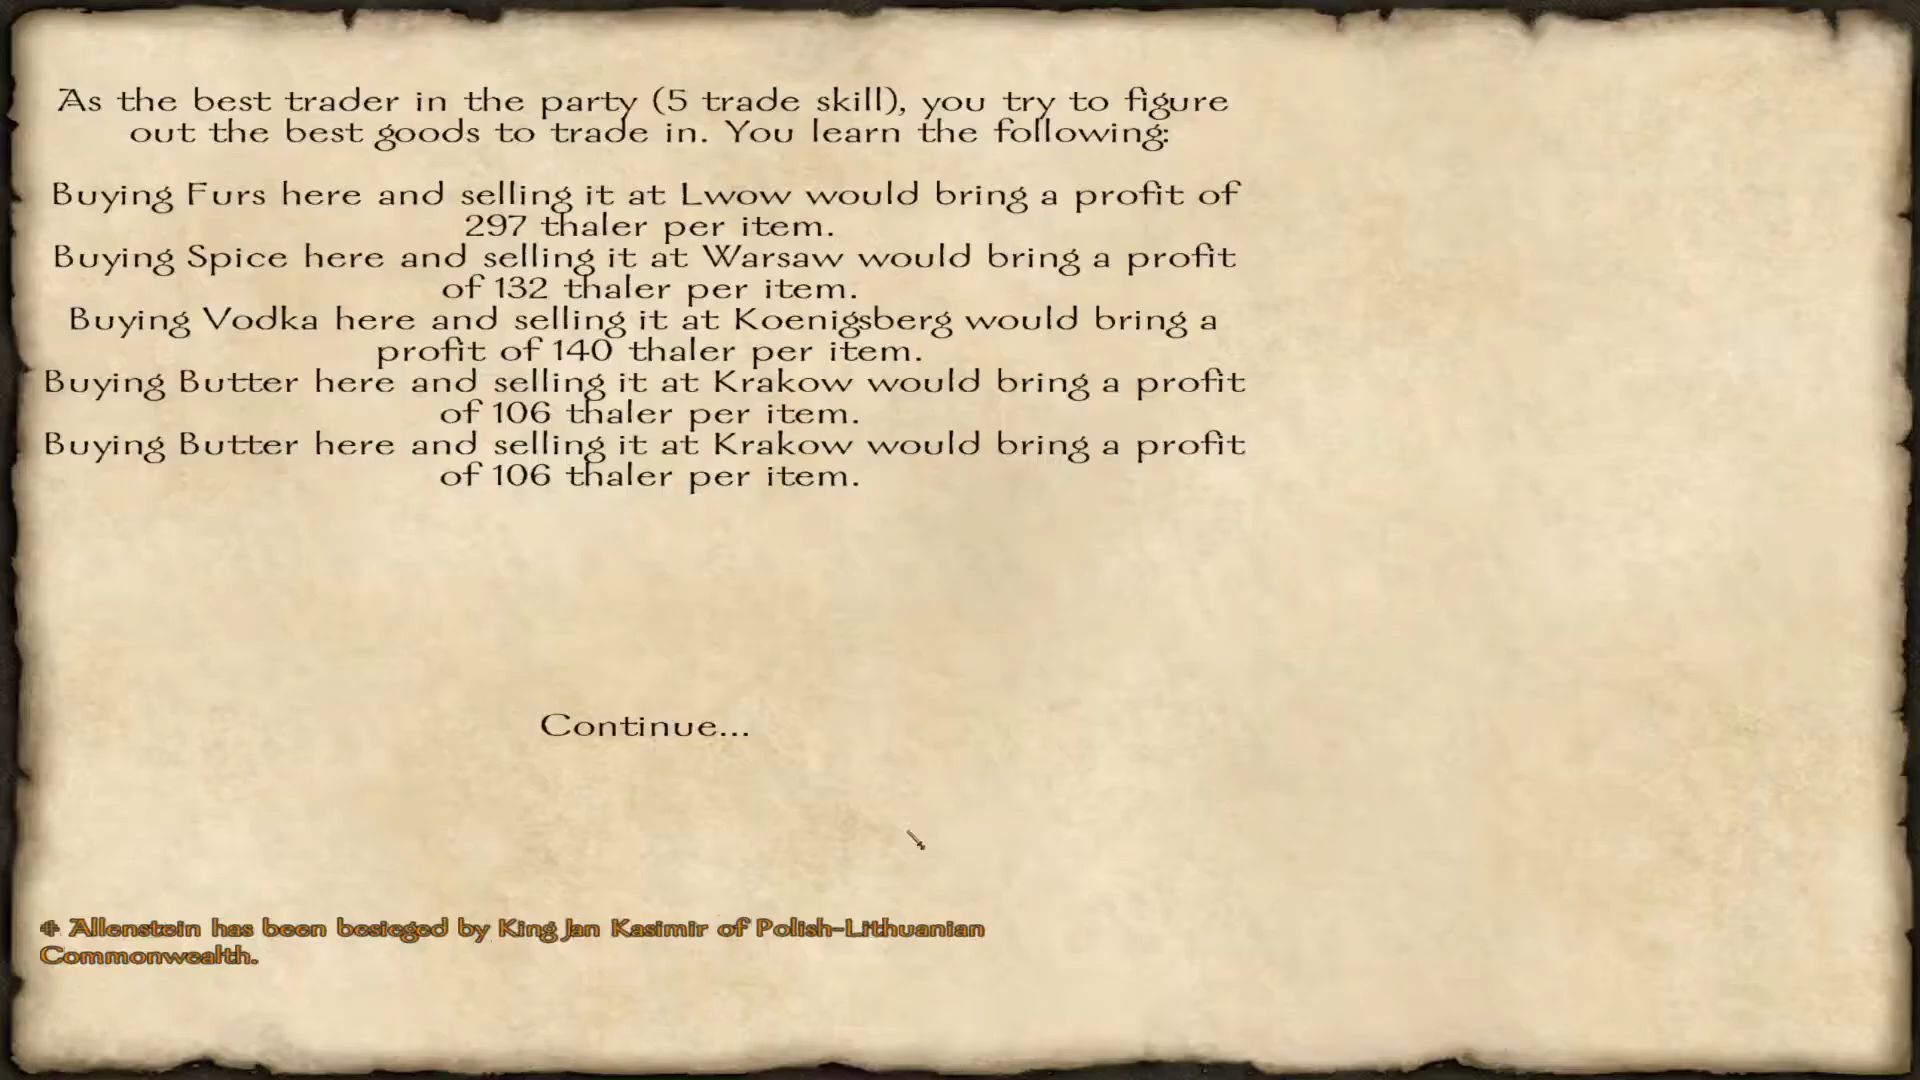 As the best trader in the party (5 trade skill), you try to figure
out the best goods to trade in. You learn the following:
Buying Furs here and selling it at Lwow would bring a profit of
297 thaler per item.
Buying Spice here and selling it at Warsaw would bring a profit
of 132 thaler per item.
Buying Vodka here and selling it at Koenigsberg would bring a
profit of 140 thaler per item.
Buying Butter here and selling it at Krakow would bring a profit
of 106 thaler per item.
Buying Butter here and selling it at Krakow would bring a profit
of 106 thaler per item.
Continue...
Allenstein has been besieged by King Jan Kasimir of Polish-Lithuanian
Commonwealth.